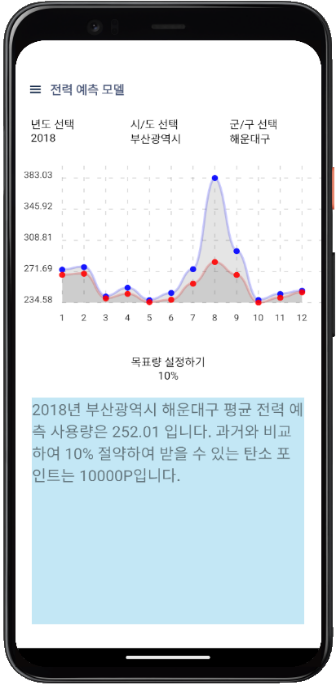 ≡ 전력 예측 모델
년도 선택 시/도 선택 군/구 선택
2018 부산광역시 해운대구
383.03
345.92
308.81
271.69
234.58
1 2 3 4 5 6 7 8 9 10 11 12
목표량 설정하기
10%
2018년 부산광역시 해운대구 평균 전력 예
측 사용량은 252.01 입니다. 과거와 비교
하여 10% 절약하여 받을 수 있는 탄소 포
인트는 10000P입니다.